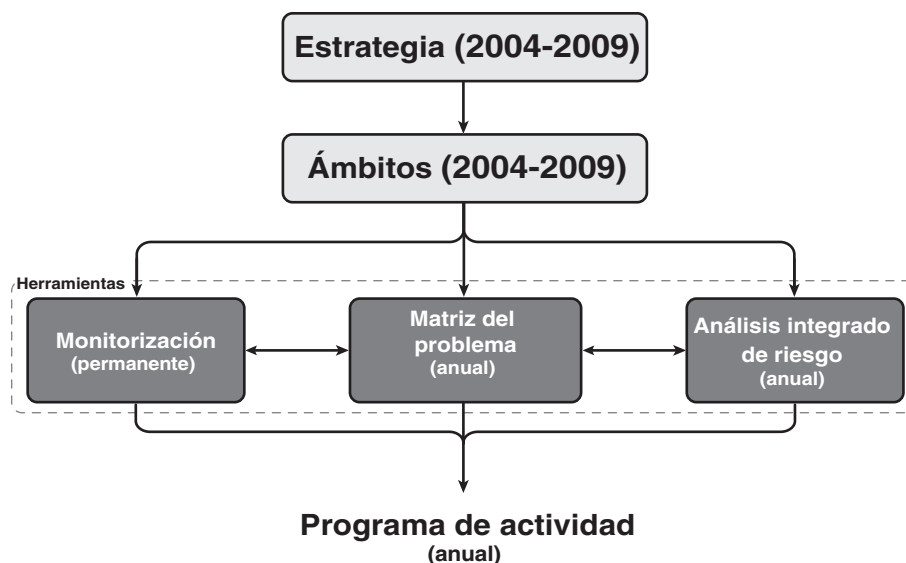 Estrategia (2004-2009)
Ámbitos (2004-2009)
Herramientas
Monitorización
(permanente)
Matriz del
problema
(anual)
Análisis integrado
de riesgo
(anual)
Programa de actividad
(anual)